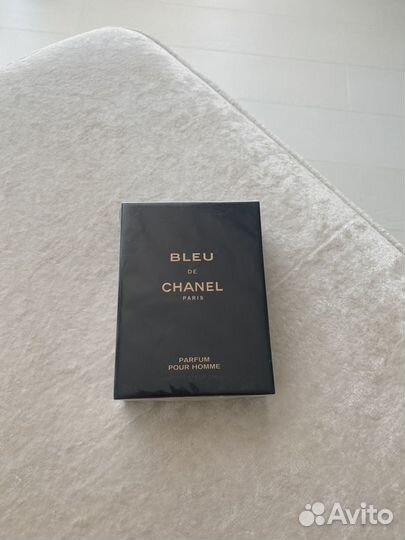 BLEU
DE
CHANEL
PARIS
PARFUM
POUR HOMME
Avito